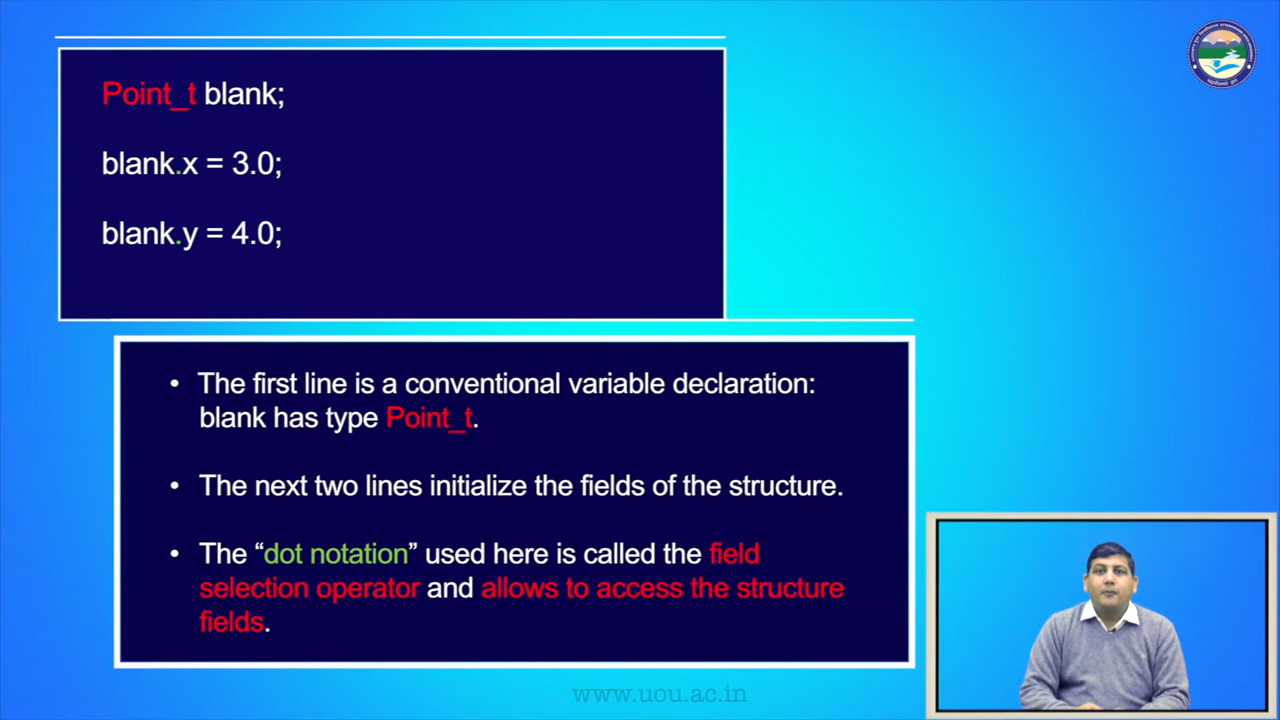 Point_t blank;
blank.x = 3.0;
blank.y = 4.0;
• The first line is a conventional variable declaration:
blank has type Point_t.
• The next two lines initialize the fields of the structure.
• The “dot notation” used here is called the field
selection operator and allows to access the structure
fields.
www.uou.ac.in